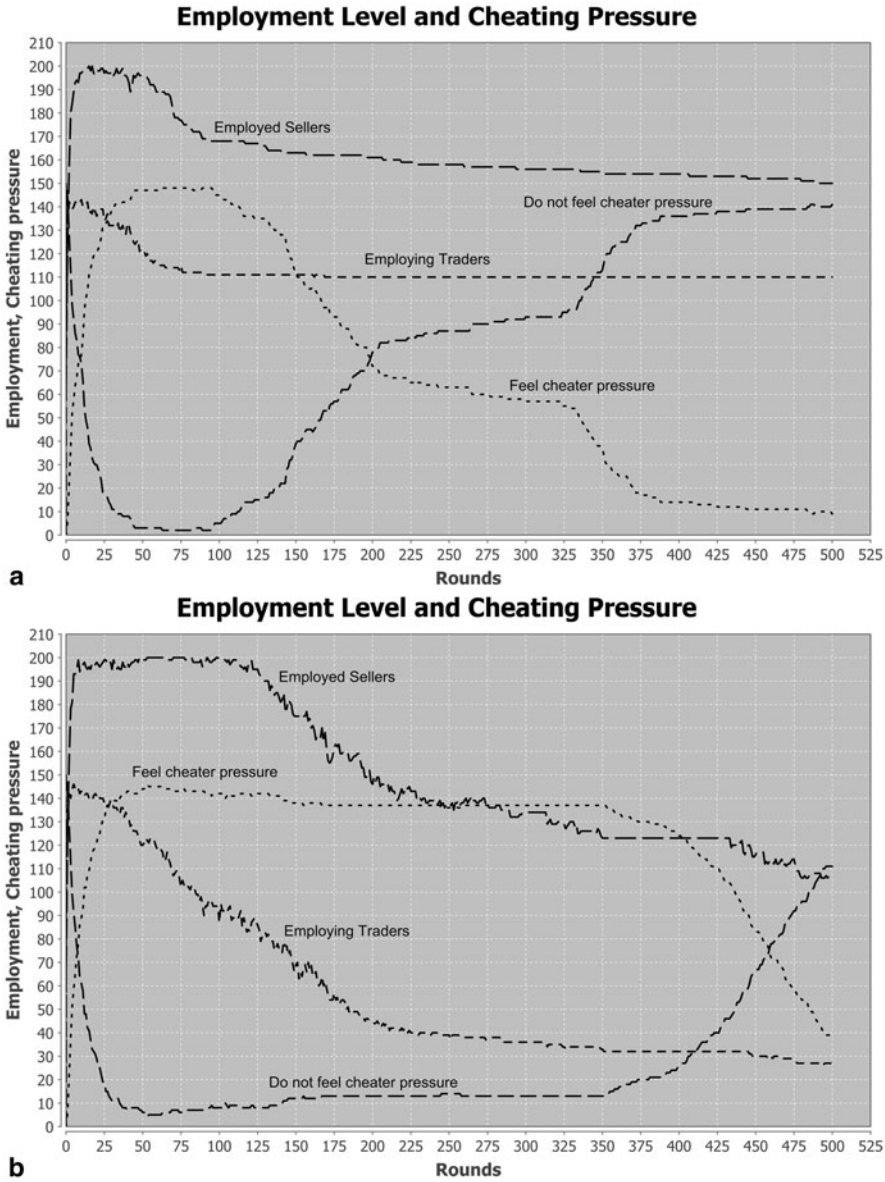 Employment Level and Cheating Pressure
210
200
190
180
170
160
150
140
130
120
110
100
90
80
70
60
50
40
30
20
10
0
Employment, Cheating pressure
Employed Sellers
Do not feel cheater pressure
Employing Traders
Feel cheater pressure
0 25 50 75 100 125 150 175 200 225 250 275 300 325 350 375 400 425 450 475 500 525
Rounds
a
Employment Level and Cheating Pressure
210
200
190
180
170
160
150
140
130
120
110
100
90
80
70
60
50
40
30
20
10
0
Employment, Cheating pressure
Employed Sellers
Feel cheater pressure
Employing Traders
Do not feel cheater pressure
0 25 50 75 100 125 150 175 200 225 250 275 300 325 350 375 400 425 450 475 500 525
Rounds
b